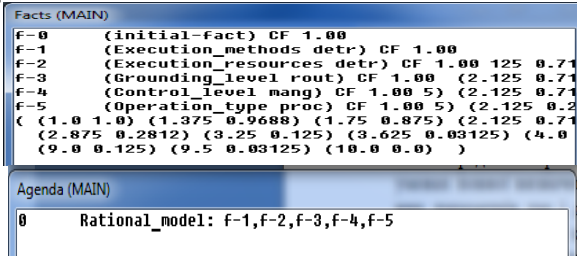 Facts (MAIN)
f-0 (initial-fact) CF 1.00
f-1 (Execution_methods detr) CF 1.00
f-2 (Execution_resources detr) CF 1.00 125 0.71
f-3 (Grounding_level rout) CF 1.00 (2.125 0.71
f-4 (Control_level mang) CF 1.00 5) (2.125 0.71
f-5 (Operation_type proc) CF 1.00 5) (2.125 0.2
( (1.0 1.0) (1.375 0.9688) (1.75 0.875) (2.125 0.71
(2.875 0.2812) (3.25 0.125) (3.625 0.03125) (4.0
(9.0 0.125) (9.5 0.03125) (10.0 0.0) )
Agenda (MAIN)
0 Rational_model: f-1,f-2,f-3,f-4,f-5